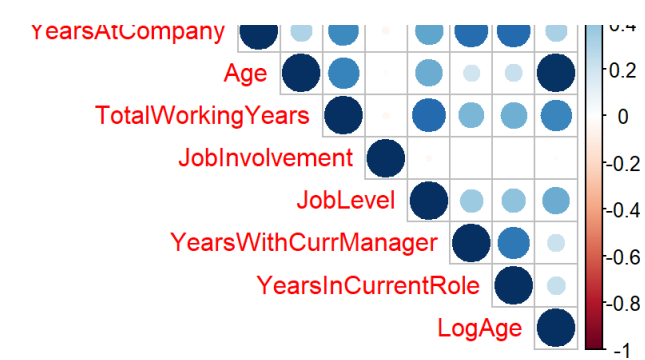 YearsAtCompany
0.4
Age
0.2
TotalWorkingYears
0
JobInvolvement
-0.2
JobLevel
-0.4
YearsWithCurrManager
-0.6
YearsInCurrentRole
-0.8
LogAge
-1